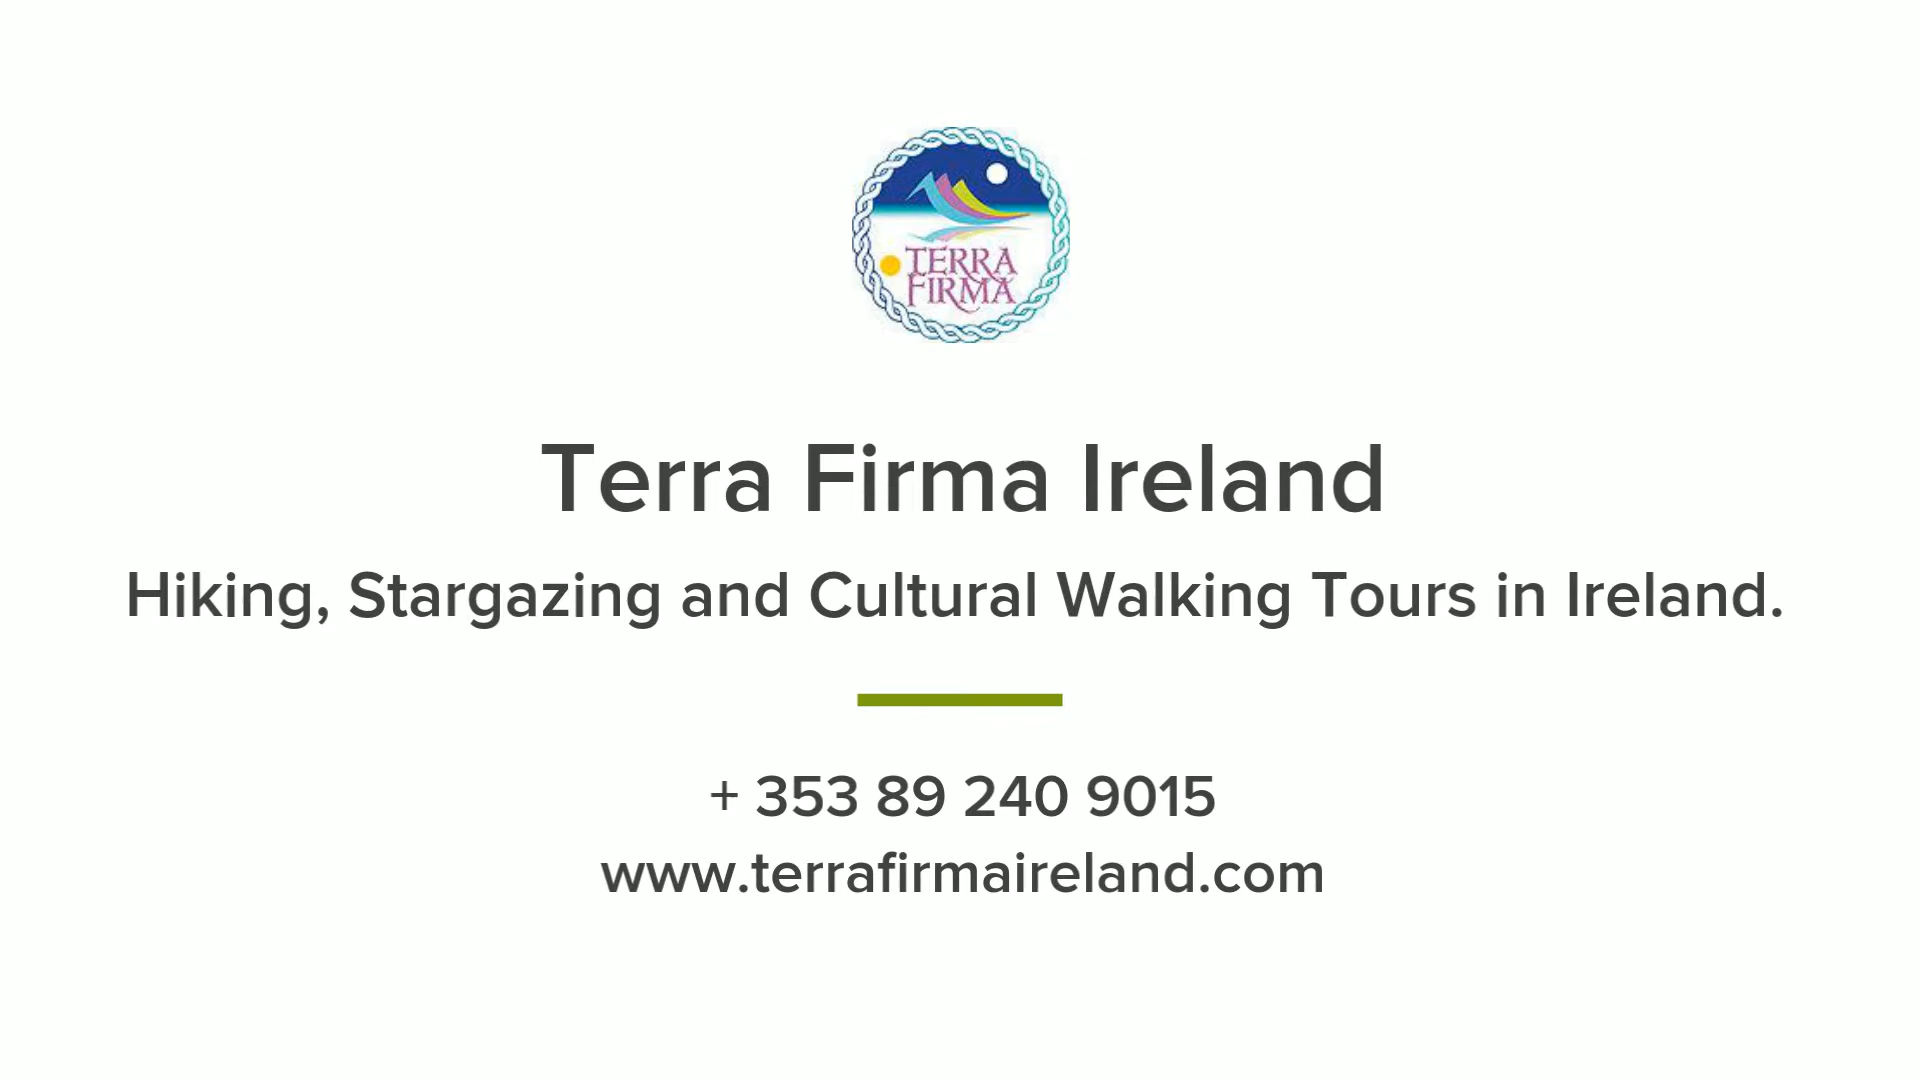 TERRA
FIRMA
Terra Firma Ireland
Hiking, Stargazing and Cultural Walking Tours in Ireland.
+ 353 89 240 9015
www.terrafirmaireland.com